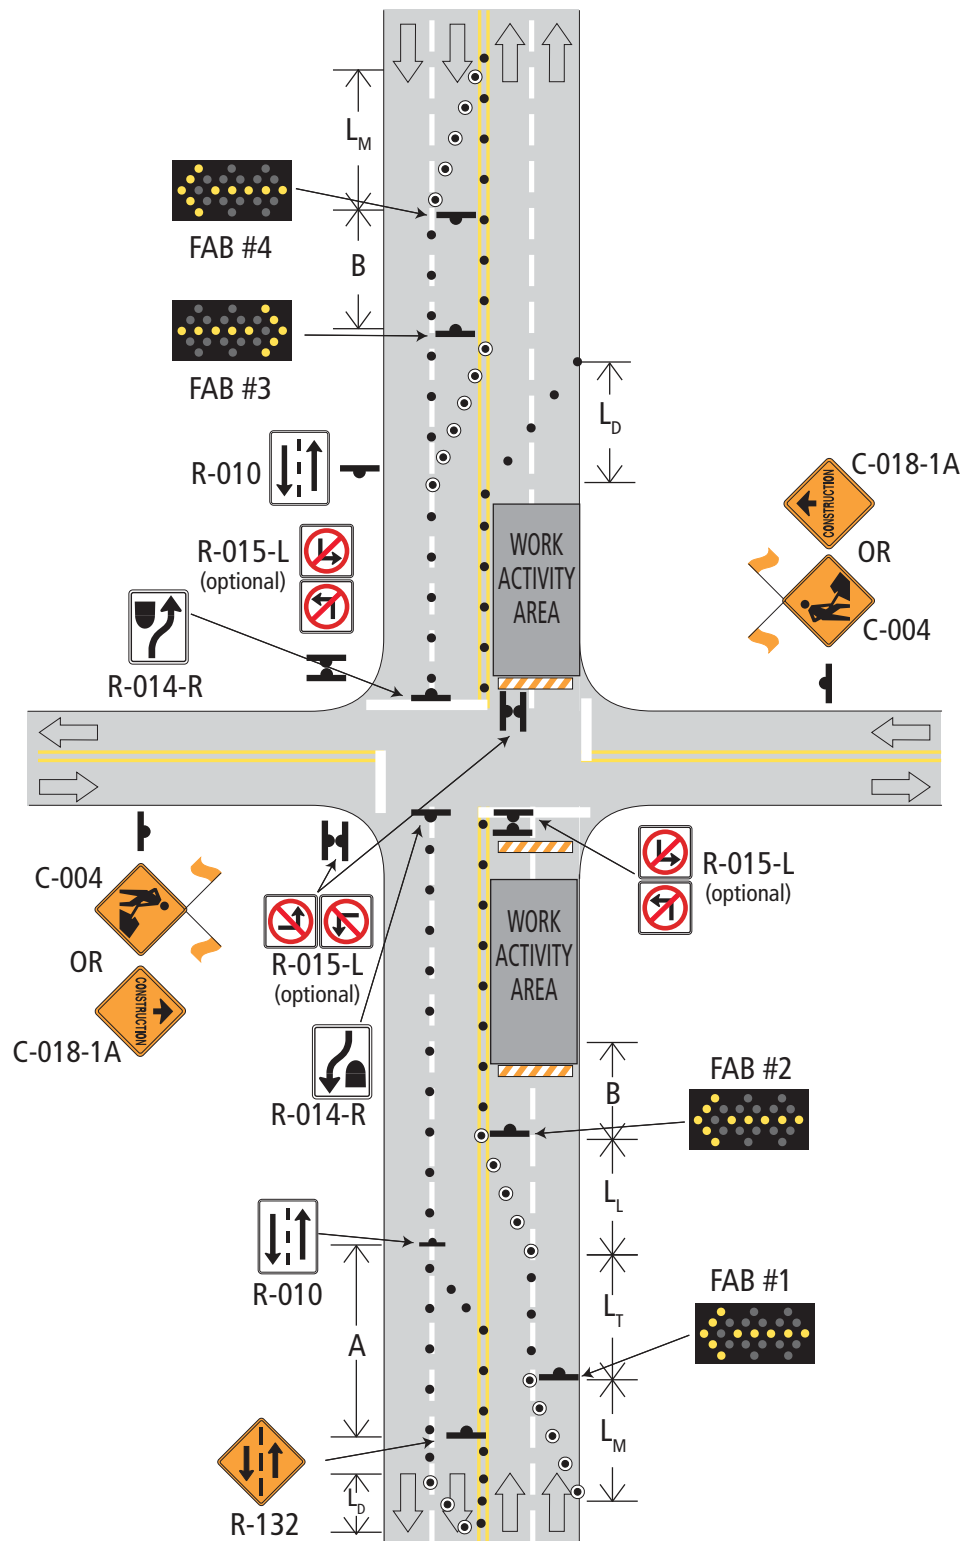 L_M
FAB #4
B
FAB #3
L_D
R-010
C-018-1A
CONSTRUCTION
OR
C-004
R-015-L
(optional)
WORK
ACTIVITY
AREA
R-014-R
C-004
OR
CONSTRUCTION
C-018-1A
R-015-L
(optional)
R-015-L
(optional)
WORK
ACTIVITY
AREA
R-014-R
B
FAB #2
L_L
R-010
L_T
FAB #1
A
L_M
R-132
L_D